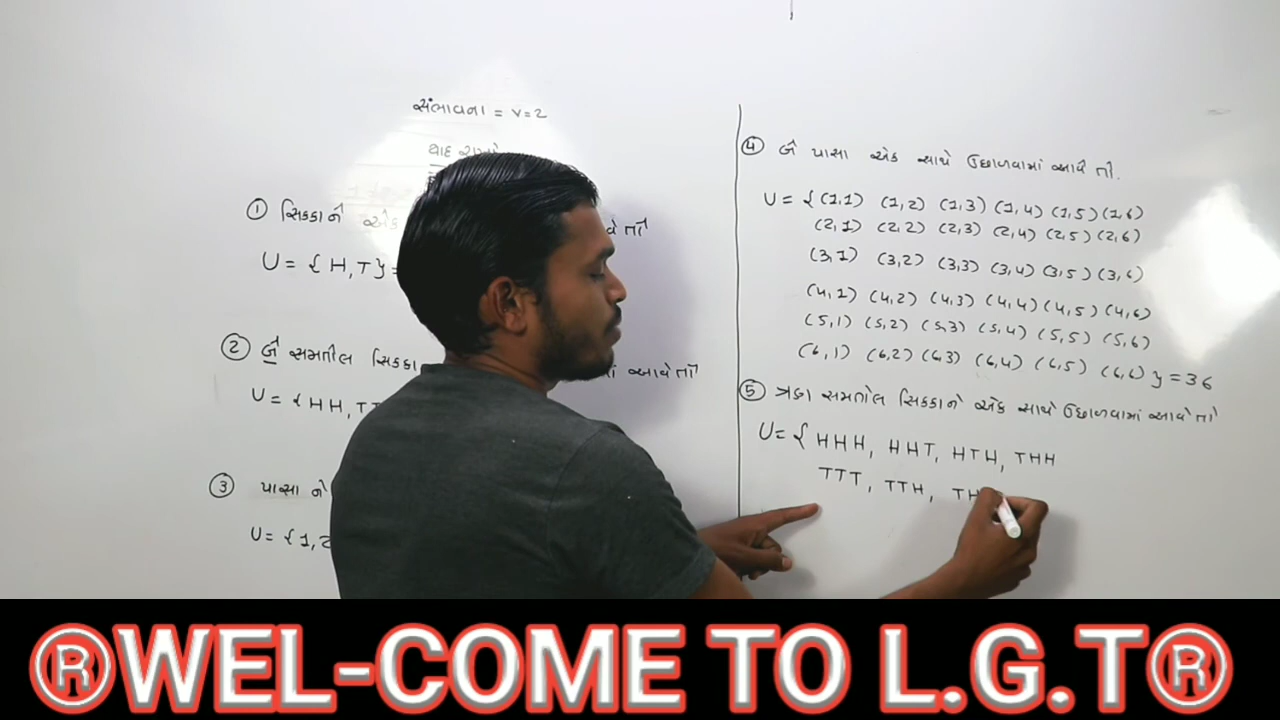 સંભાવના = V=2
યાદ રાખો
① સિક્કાને એક વે તો
U = { H, T } =
② બે સમતોલ સિક્કા માં આવે તો
U = { HH, TT
③ પાસા ને
U = {1, 2
④ બે પાસા એક સાથે ઉછાળવામાં આવે તો.
U = { (1,1) (1,2) (1,3) (1,4) (1,5) (1,6)
(2,1) (2,2) (2,3) (2,4) (2,5) (2,6)
(3,1) (3,2) (3,3) (3,4) (3,5) (3,6)
(4,1) (4,2) (4,3) (4,4) (4,5) (4,6)
(5,1) (5,2) (5,3) (5,4) (5,5) (5,6)
(6,1) (6,2) (6,3) (6,4) (6,5) (6,6) } = 36
⑤ ત્રણ સમતોલ સિક્કાને એક સાથે ઉછાળવામાં આવે તો
U = { HHH, HHT, HTH, THH
TTT, TTH, TH
®WEL-COME TO L.G.T®